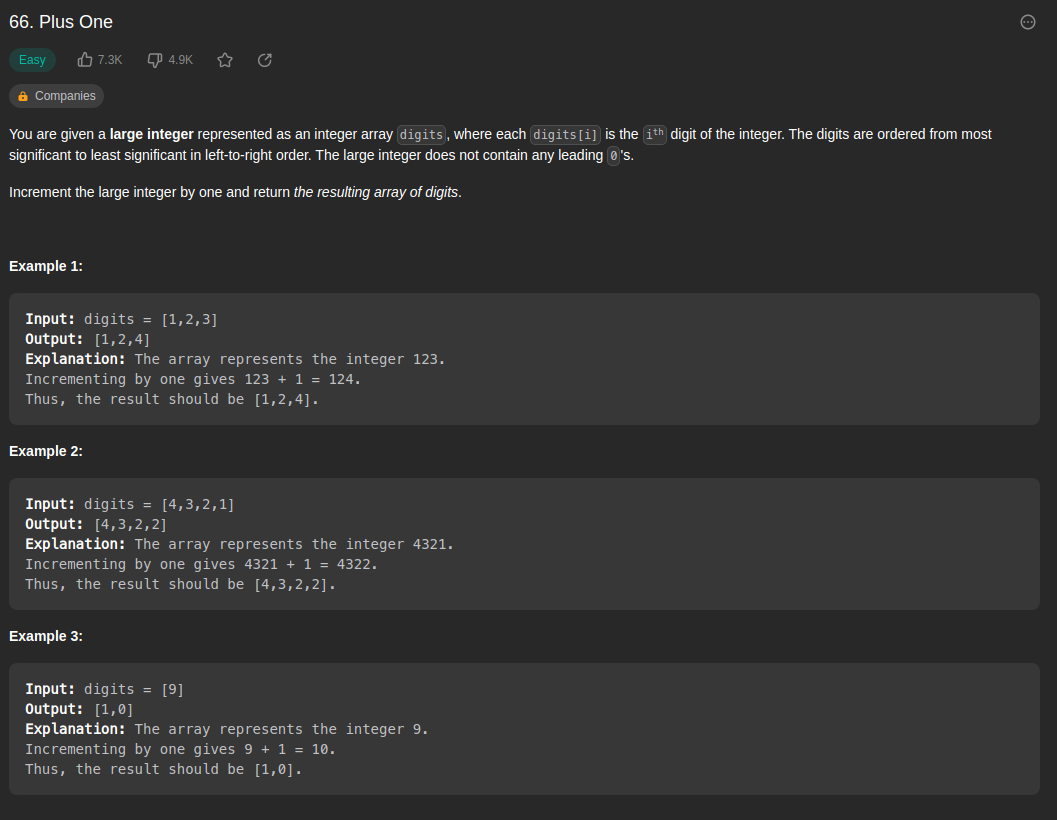 66. Plus One
Easy 7.3K 4.9K
Companies
You are given a large integer represented as an integer array digits, where each digits[i] is the ith digit of the integer. The digits are ordered from most
significant to least significant in left-to-right order. The large integer does not contain any leading 0's.
Increment the large integer by one and return the resulting array of digits.
Example 1:
Input: digits = [1,2,3]
Output: [1,2,4]
Explanation: The array represents the integer 123.
Incrementing by one gives 123 + 1 = 124.
Thus, the result should be [1,2,4].
Example 2:
Input: digits = [4,3,2,1]
Output: [4,3,2,2]
Explanation: The array represents the integer 4321.
Incrementing by one gives 4321 + 1 = 4322.
Thus, the result should be [4,3,2,2].
Example 3:
Input: digits = [9]
Output: [1,0]
Explanation: The array represents the integer 9.
Incrementing by one gives 9 + 1 = 10.
Thus, the result should be [1,0].